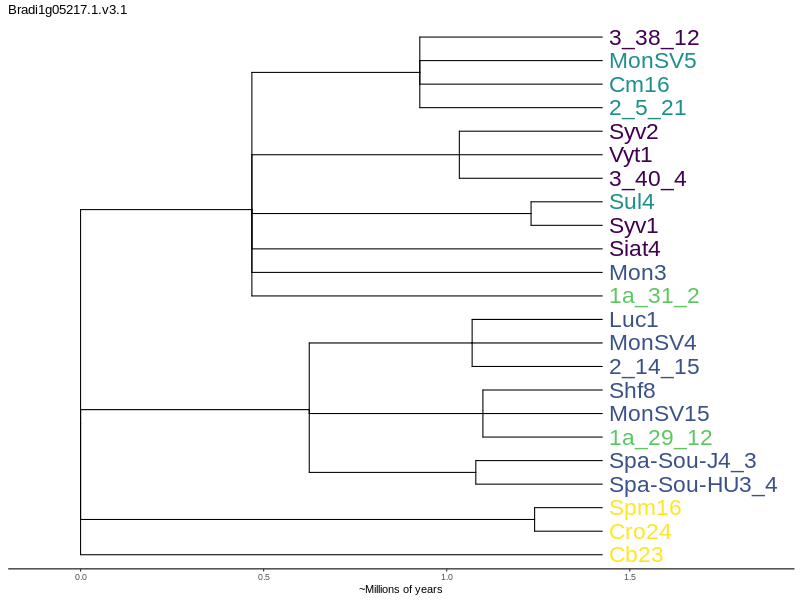 Bradi1g05217.1.v3.1
3_38_12
MonSV5
Cm16
2_5_21
Syv2
Vyt1
3_40_4
Sul4
Syv1
Siat4
Mon3
1a_31_2
Luc1
MonSV4
2_14_15
Shf8
MonSV15
1a_29_12
Spa-Sou-J4_3
Spa-Sou-HU3_4
Spm16
Cro24
Cb23
0.0 0.5 1.0 1.5
~Millions of years